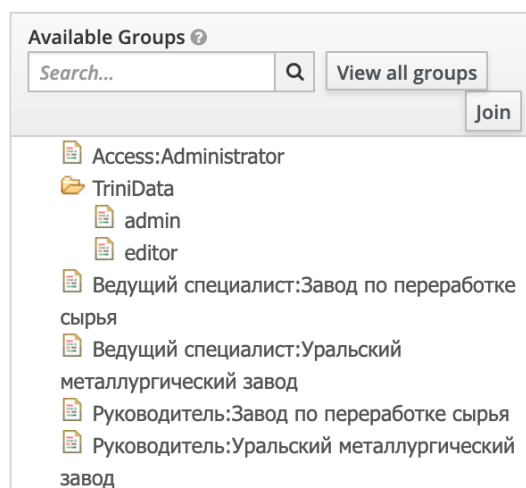 Available Groups
Search...
View all groups
Join
Access:Administrator
TriniData
admin
editor
Ведущий специалист:Завод по переработке
сырья
Ведущий специалист:Уральский
металлургический завод
Руководитель:Завод по переработке сырья
Руководитель:Уральский металлургический
завод